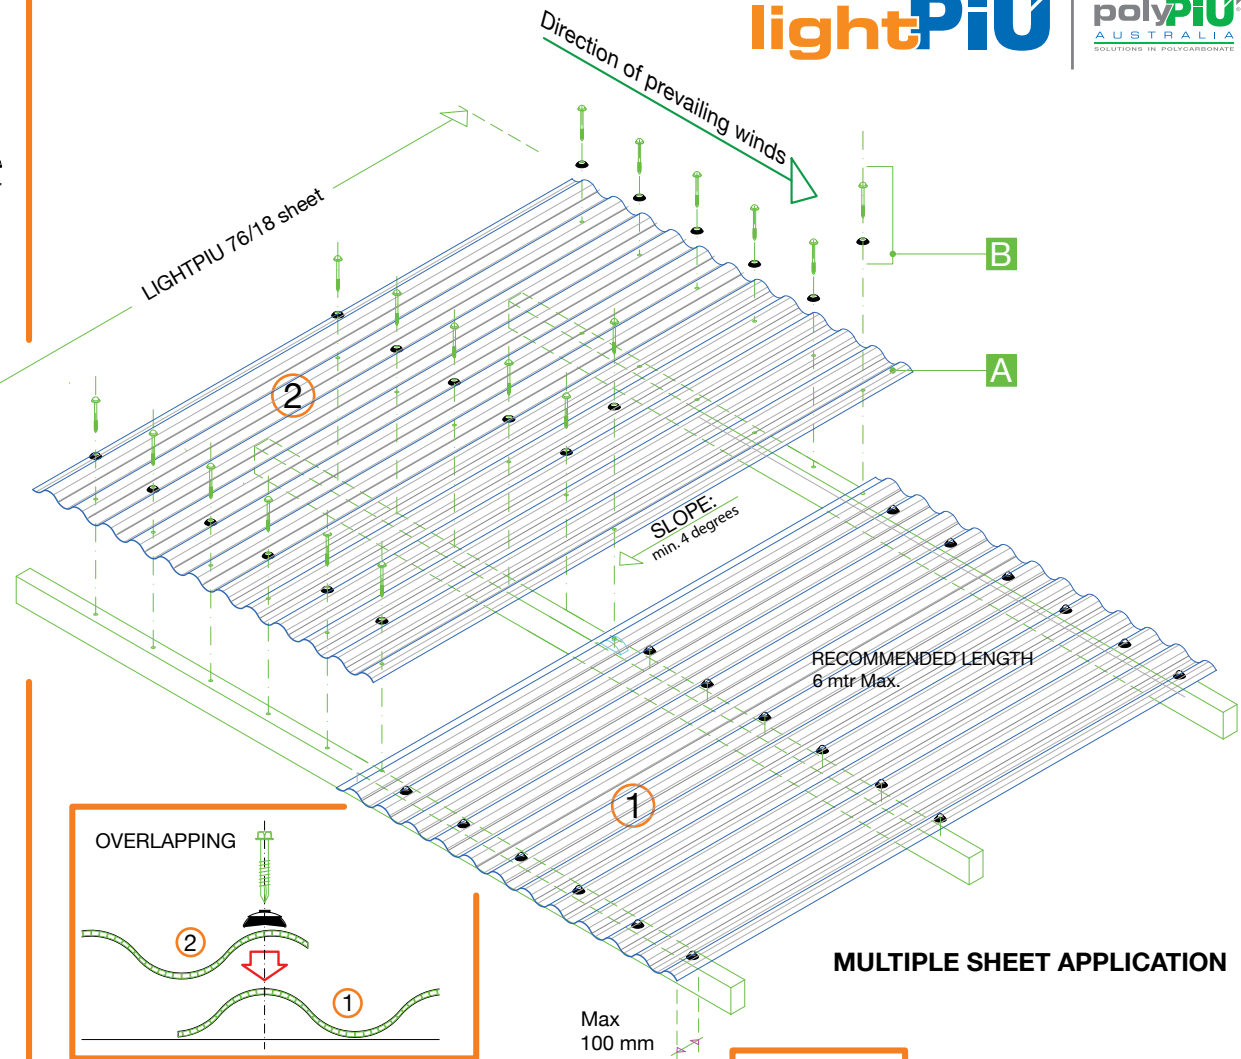 lightPiU
polyPiU
AUSTRALIA
SOLUTIONS IN POLYCARBONATE
Direction of prevailing winds
LIGHTPIU 76/18 sheet
B
A
2
SLOPE:
min. 4 degrees
RECOMMENDED LENGTH
6 mtr Max.
1
OVERLAPPING
2
1
MULTIPLE SHEET APPLICATION
Max
100 mm